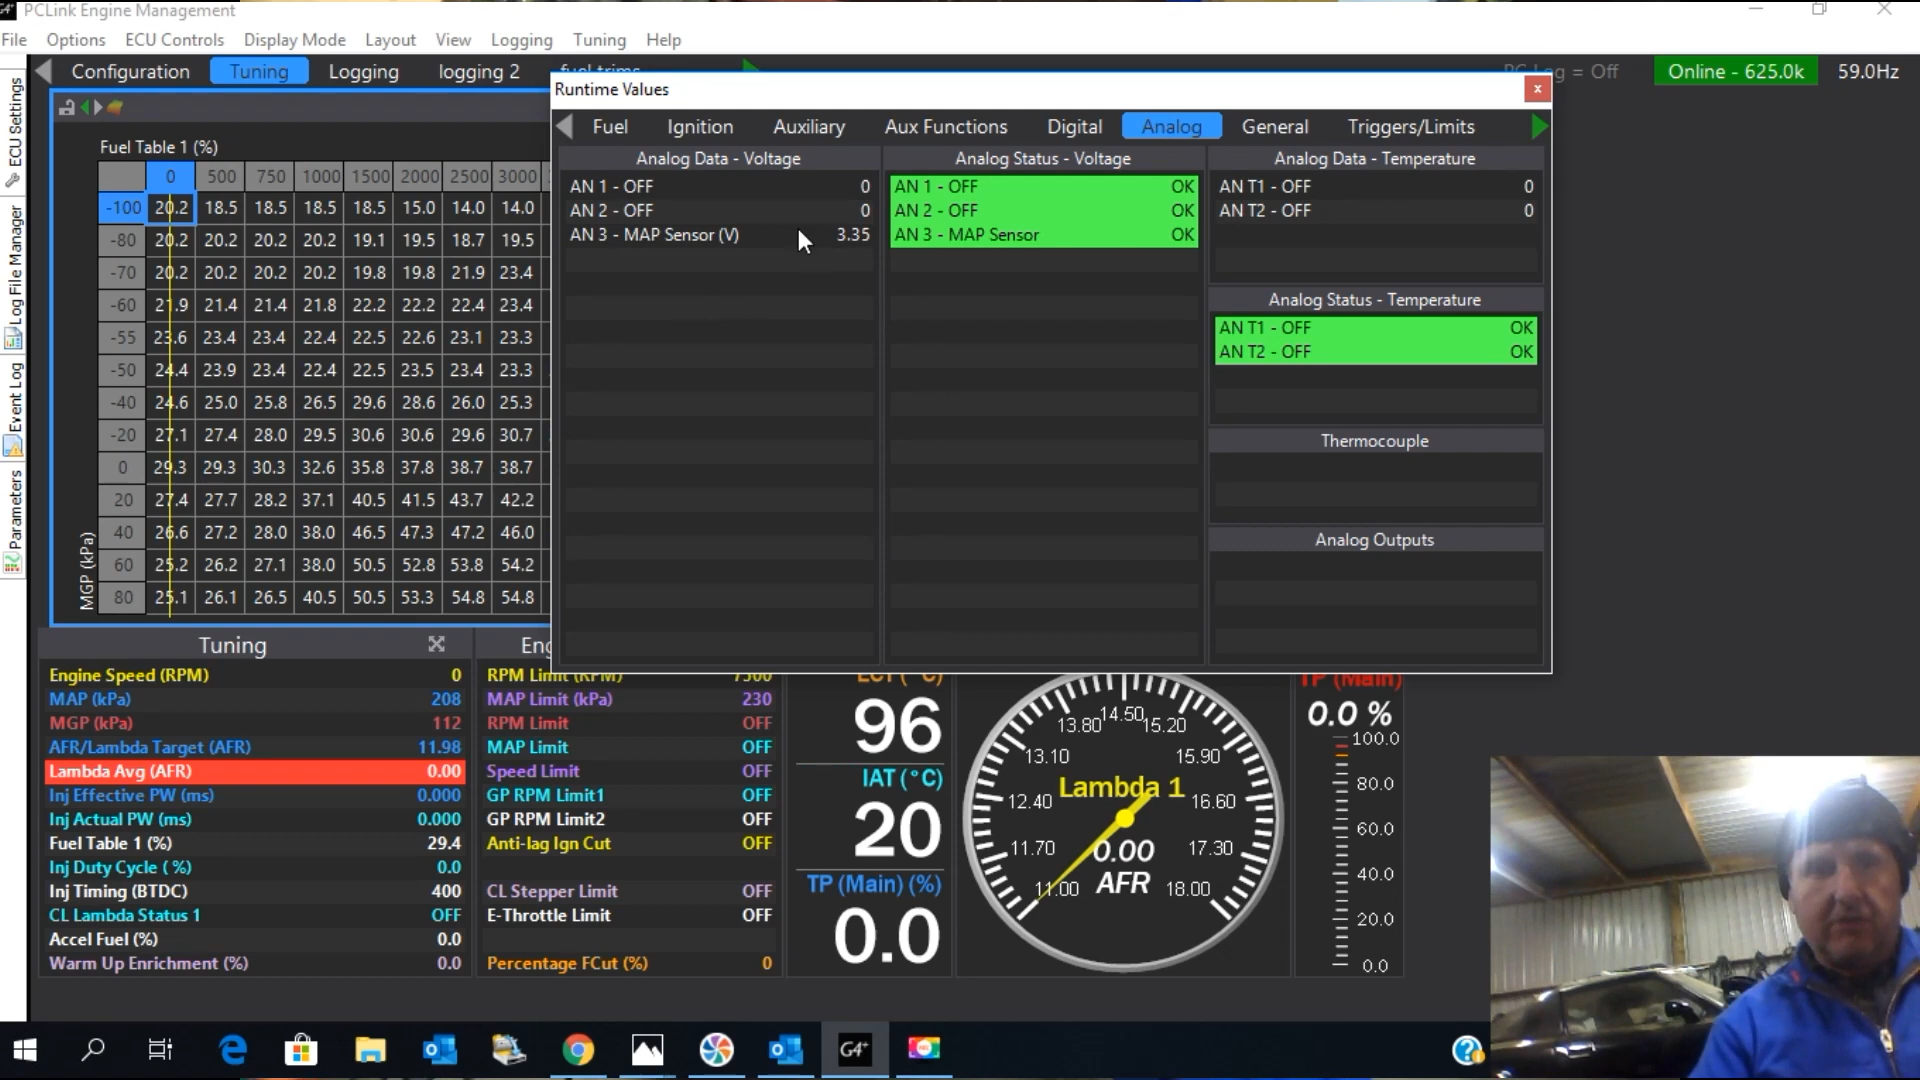 PCLink Engine Management
File Options ECU Controls Display Mode Layout View Logging Tuning Help
Configuration Tuning Logging logging 2 fuel trims
= Off
Online - 625.0k 59.0Hz
ECU Settings
Log File Manager
Event Log
Parameters
Fuel Table 1 (%)
0 500 750 1000 1500 2000 2500 3000
-100 20.2 18.5 18.5 18.5 18.5 15.0 14.0 14.0
-80 20.2 20.2 20.2 20.2 19.1 19.5 18.7 19.5
-70 20.2 20.2 20.2 20.2 19.8 19.8 21.9 23.4
-60 21.9 21.4 21.4 21.8 22.2 22.2 22.4 23.4
-55 23.6 23.4 23.4 22.4 22.5 22.6 23.1 23.3
-50 24.4 23.9 23.4 22.4 22.5 23.5 23.4 23.3
-40 24.6 25.0 25.8 26.5 29.6 28.6 26.0 25.3
-20 27.1 27.4 28.0 29.5 30.6 30.6 29.6 30.7
0 29.3 29.3 30.3 32.6 35.8 37.8 38.7 38.7
20 27.4 27.7 28.2 37.1 40.5 41.5 43.7 42.2
40 26.6 27.2 28.0 38.0 46.5 47.3 47.2 46.0
60 25.2 26.2 27.1 38.0 50.5 52.8 53.8 54.2
80 25.1 26.1 26.5 40.5 50.5 53.3 54.8 54.8
MGP (kPa)
Runtime Values
x
Fuel Ignition Auxiliary Aux Functions Digital Analog General Triggers/Limits
Analog Data - Voltage
AN 1 - OFF 0
AN 2 - OFF 0
AN 3 - MAP Sensor (V) 3.35
Analog Status - Voltage
AN 1 - OFF OK
AN 2 - OFF OK
AN 3 - MAP Sensor OK
Analog Data - Temperature
AN T1 - OFF 0
AN T2 - OFF 0
Analog Status - Temperature
AN T1 - OFF OK
AN T2 - OFF OK
Thermocouple
Analog Outputs
Tuning
Engine Speed (RPM) 0
MAP (kPa) 208
MGP (kPa) 112
AFR/Lambda Target (AFR) 11.98
Lambda Avg (AFR) 0.00
Inj Effective PW (ms) 0.000
Inj Actual PW (ms) 0.000
Fuel Table 1 (%) 29.4
Inj Duty Cycle ( %) 0.0
Inj Timing (BTDC) 400
CL Lambda Status 1 OFF
Accel Fuel (%) 0.0
Warm Up Enrichment (%) 0.0
RPM Limit (RPM) 7500
MAP Limit (kPa) 230
RPM Limit OFF
MAP Limit OFF
Speed Limit OFF
GP RPM Limit1 OFF
GP RPM Limit2 OFF
Anti-lag Ign Cut OFF
CL Stepper Limit OFF
E-Throttle Limit OFF
Percentage FCut (%) 0
ECT ( °C)
96
IAT (°C)
20
TP (Main) (%)
0.0
11.00 11.70 12.40 13.10 13.80 14.50 15.20 15.90 16.60 17.30 18.00
Lambda 1
0.00
AFR
TP (Main)
0.0 %
100.0
80.0
60.0
40.0
20.0
0.0
G4+